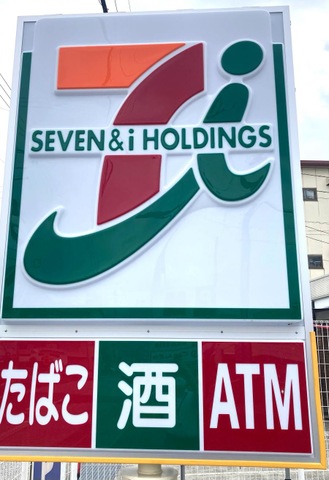 SEVEN&i HOLDINGS
たばこ 酒 ATM